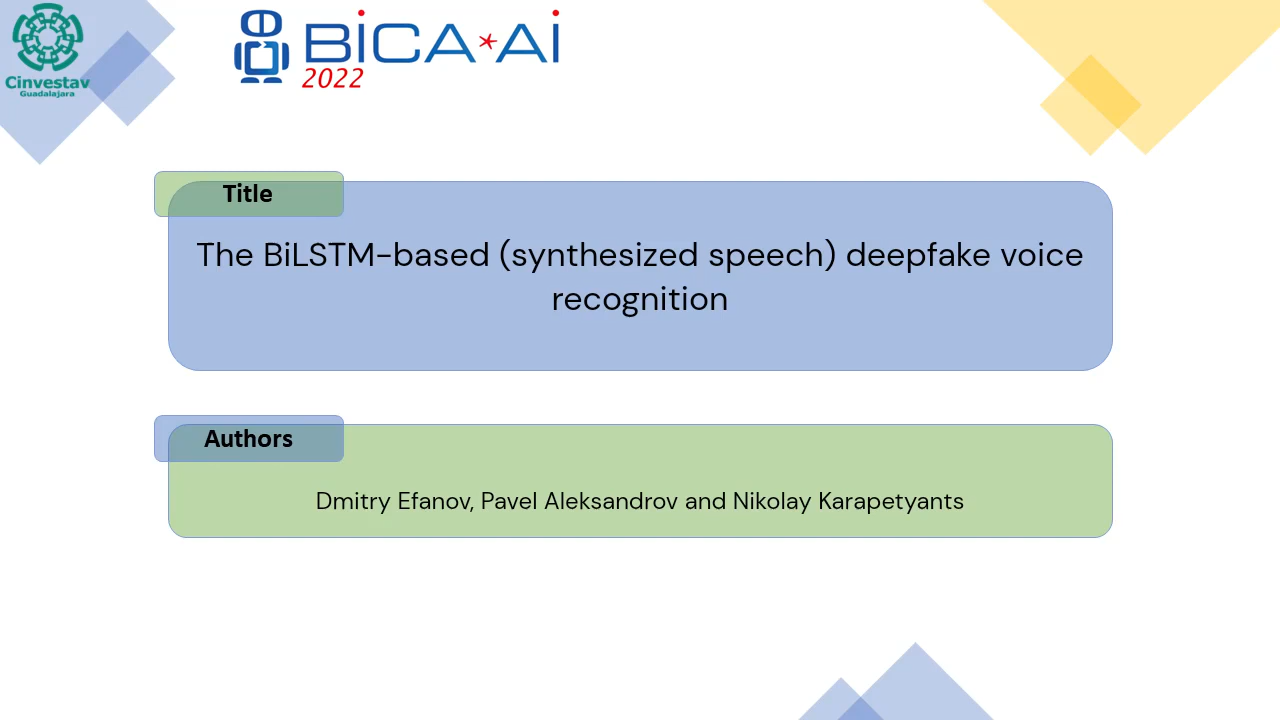 Cinvestav
Guadalajara
BiCA*Ai
2022
Title
The BiLSTM-based (synthesized speech) deepfake voice
recognition
Authors
Dmitry Efanov, Pavel Aleksandrov and Nikolay Karapetyants